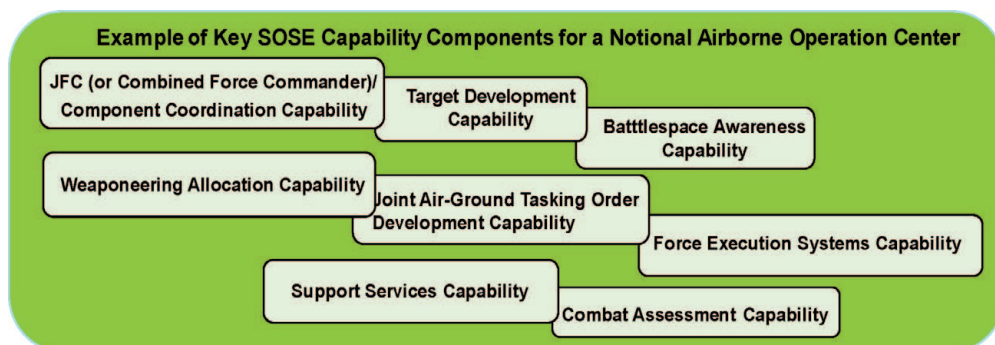 Example of Key SOSE Capability Components for a Notional Airborne Operation Center
JFC (or Combined Force Commander)/
Component Coordination Capability
Target Development
Capability
Batttlespace Awareness
Capability
Weaponeering Allocation Capability
Joint Air-Ground Tasking Order
Development Capability
Force Execution Systems Capability
Support Services Capability
Combat Assessment Capability